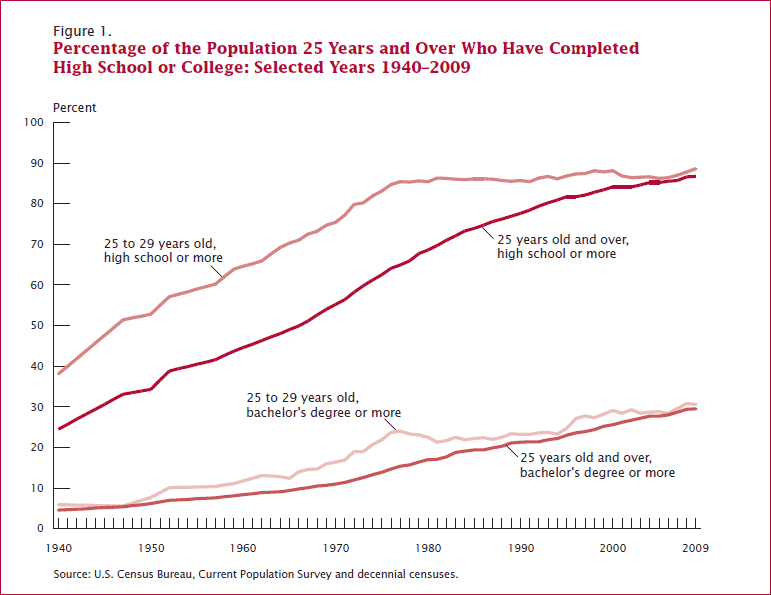 Figure 1.
Percentage of the Population 25 Years and Over Who Have Completed
High School or College: Selected Years 1940–2009
Percent
100
90
80
70
60
50
40
30
20
10
0
25 to 29 years old,
high school or more
25 years old and over,
high school or more
25 to 29 years old,
bachelor's degree or more
25 years old and over,
bachelor's degree or more
1940
1950
1960
1970
1980
1990
2000
2009
Source: U.S. Census Bureau, Current Population Survey and decennial censuses.